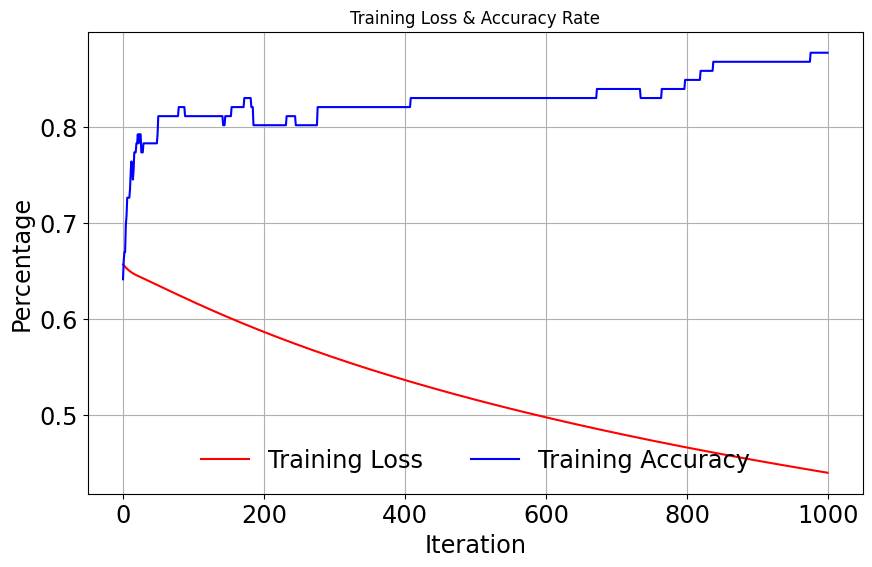 Training Loss & Accuracy Rate
0.8
0.7
Percentage
0.6
0.5
Training Loss Training Accuracy
0 200 400 600 800 1000
Iteration